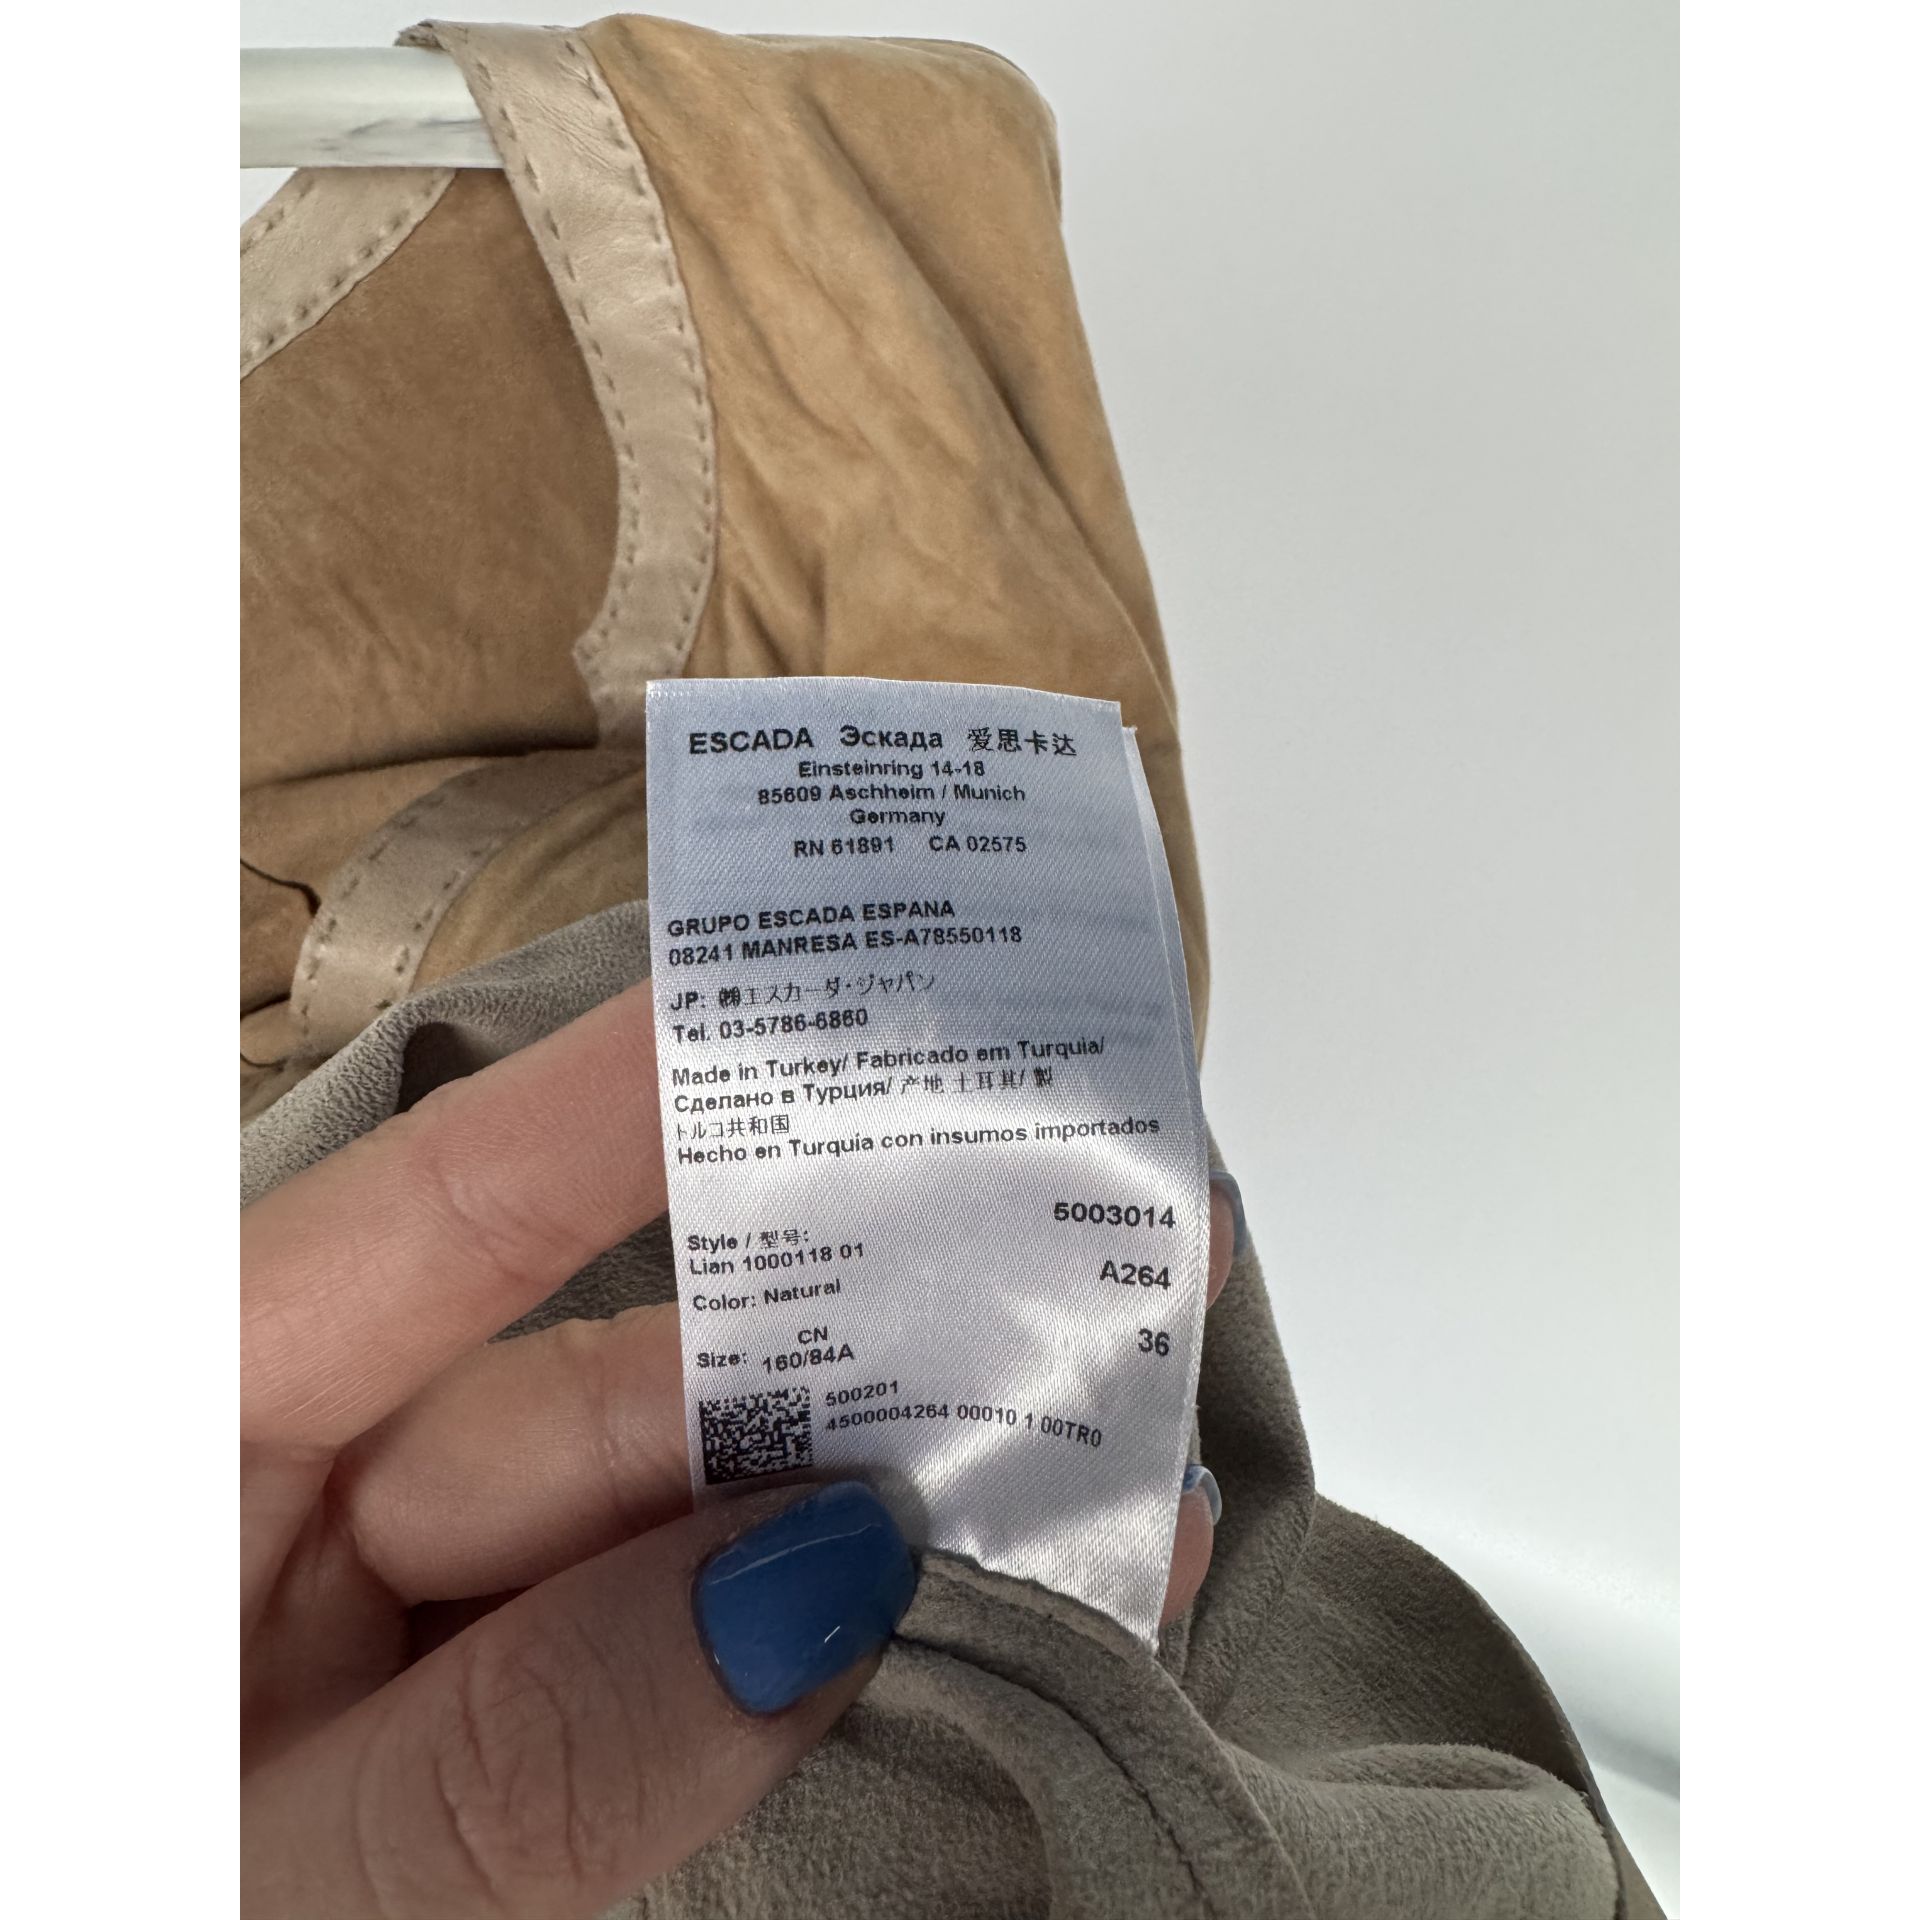 ESCADA Эскада 爱思卡达
Einsteinring 14-18
85609 Aschheim / Munich
Germany
RN 61891 CA 02575
GRUPO ESCADA ESPANA
08241 MANRESA ES-A78550118
JP: ㈱エスカーダ・ジャパン
Tel. 03-5786-6860
Made in Turkey/ Fabricado em Turquia/
Сделано в Турция/ 产地 土耳其/ 製
トルコ共和国
Hecho en Turquía con insumos importados
5003014
Style / 型号:
Lian 1000118 01
A264
Color: Natural
36
CN
Size: 160/84A
500201
4500004264 00010 1 00TR0